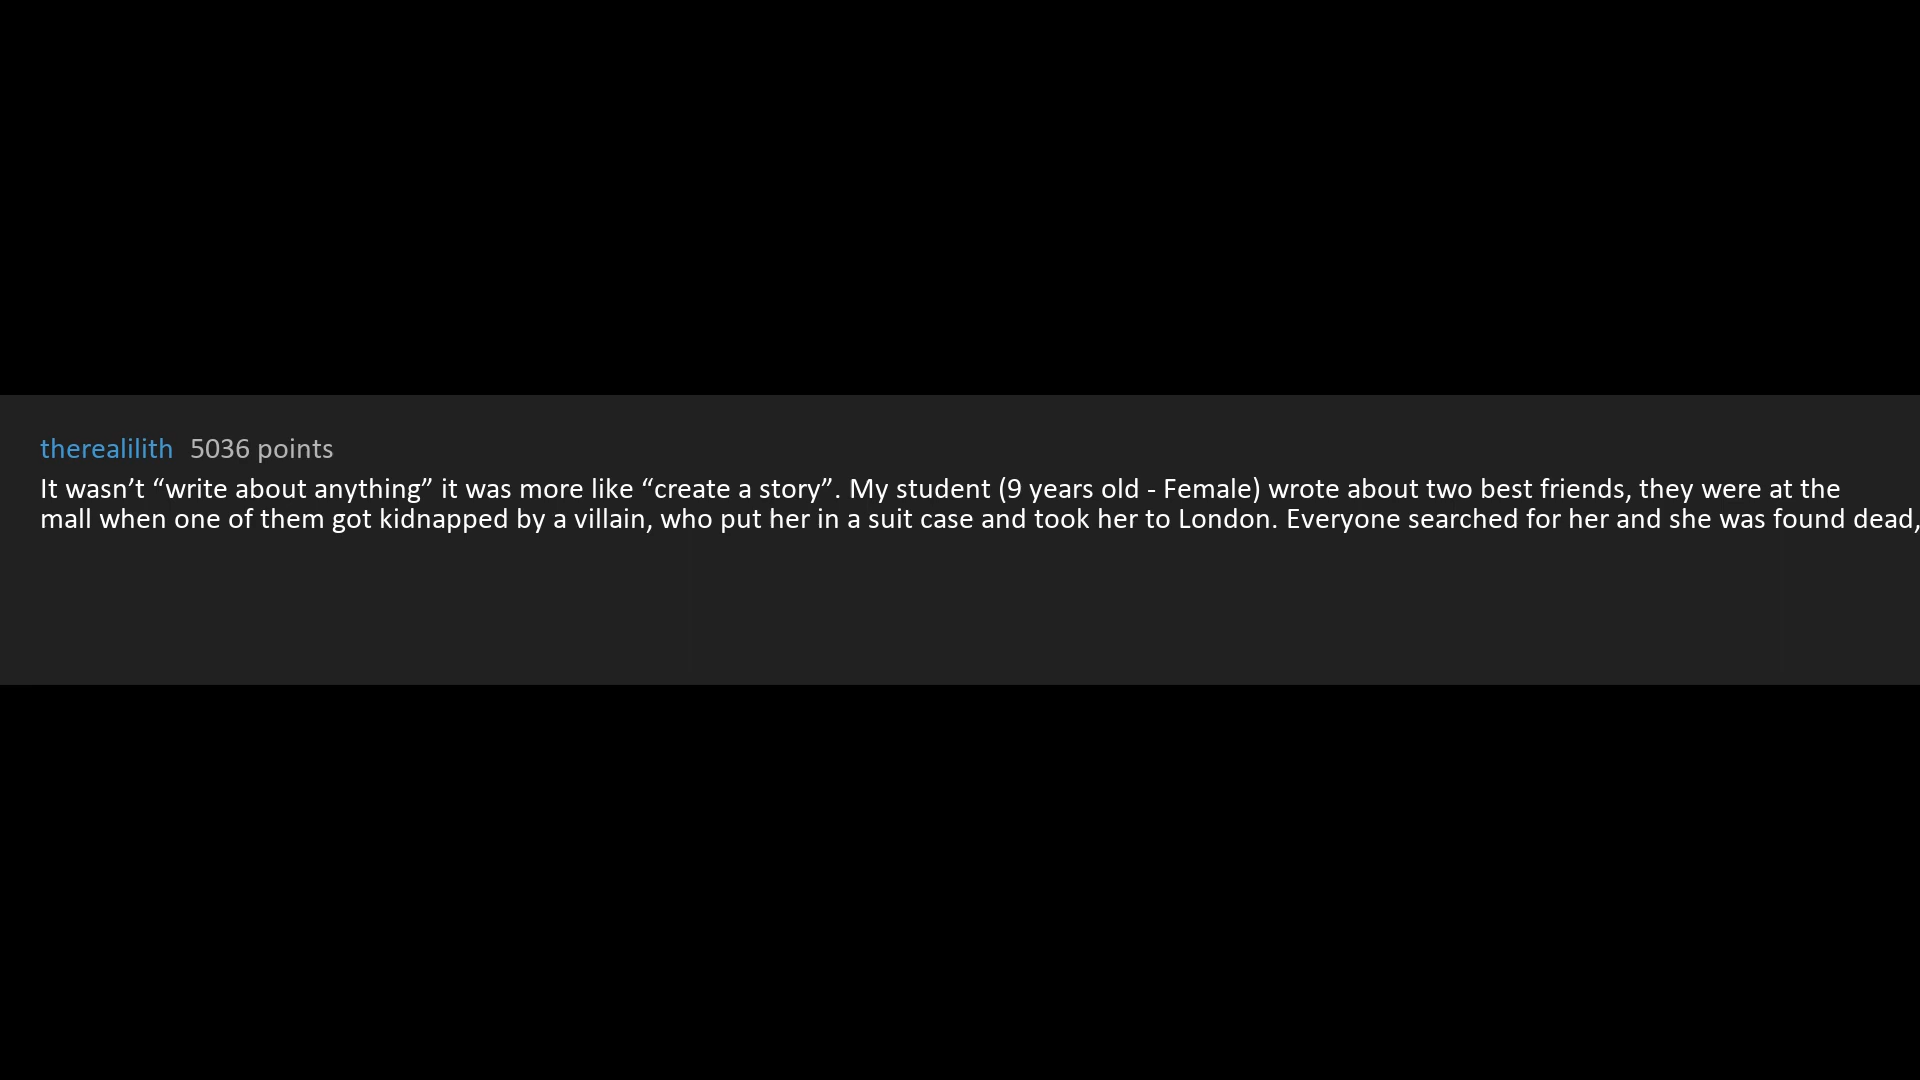 therealilith 5036 points
It wasn’t “write about anything” it was more like “create a story”. My student (9 years old - Female) wrote about two best friends, they were at the
mall when one of them got kidnapped by a villain, who put her in a suit case and took her to London. Everyone searched for her and she was found dead,